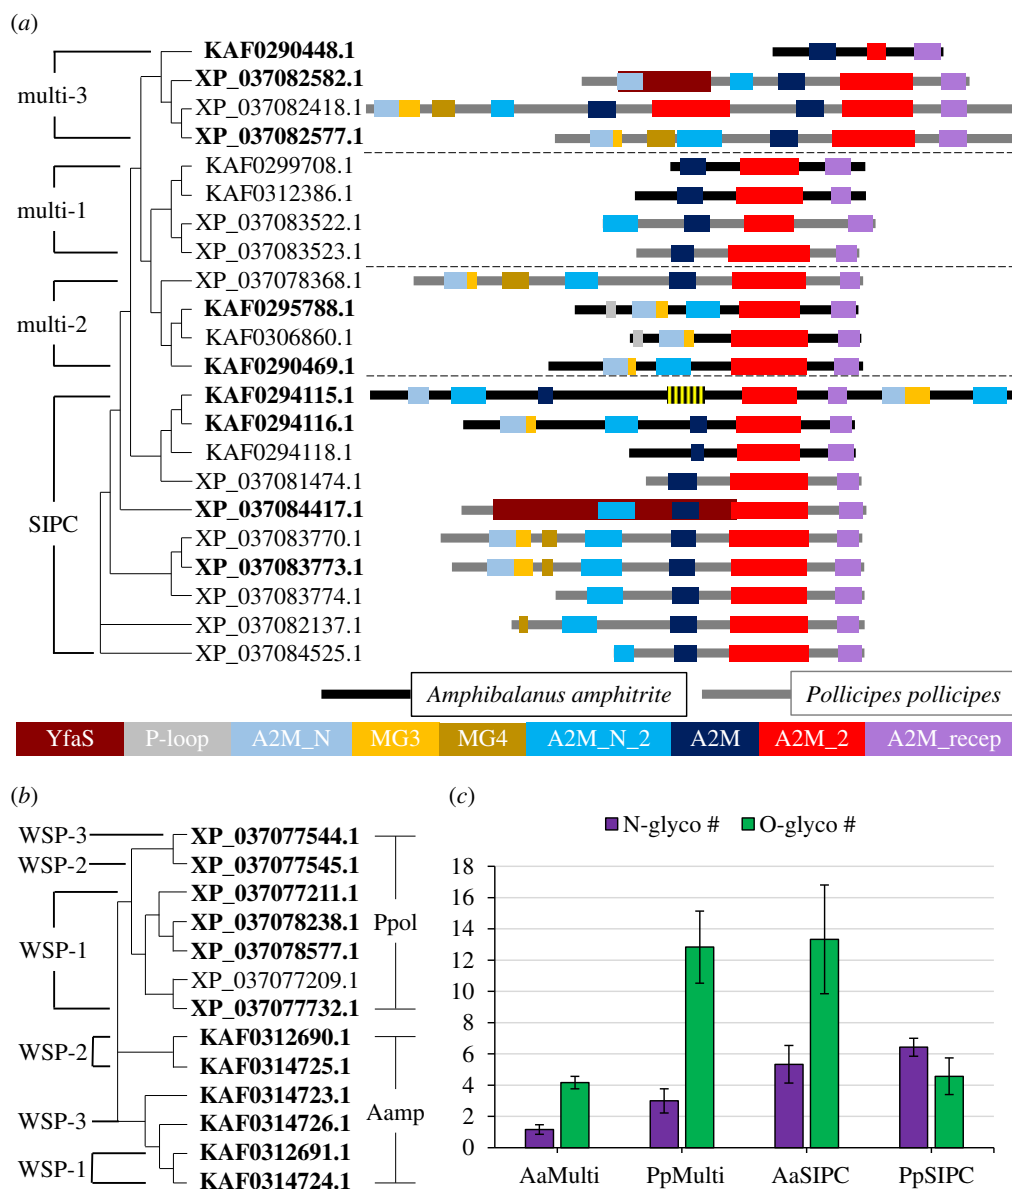 (a)
KAF0290448.1
XP_037082582.1
multi-3
XP_037082418.1
XP_037082577.1
KAF0299708.1
KAF0312386.1
multi-1
XP_037083522.1
XP_037083523.1
XP_037078368.1
KAF0295788.1
multi-2
KAF0306860.1
KAF0290469.1
KAF0294115.1
KAF0294116.1
KAF0294118.1
XP_037081474.1
XP_037084417.1
SIPC
XP_037083770.1
XP_037083773.1
XP_037083774.1
XP_037082137.1
XP_037084525.1
Amphibalanus amphitrite
Pollicipes pollicipes
YfaS P-loop A2M_N MG3 MG4 A2M_N_2 A2M A2M_2 A2M_recep
(b)
WSP-3
XP_037077544.1
WSP-2
XP_037077545.1
XP_037077211.1
XP_037078238.1
Ppol
WSP-1
XP_037078577.1
XP_037077209.1
XP_037077732.1
KAF0312690.1
WSP-2
KAF0314725.1
KAF0314723.1
Aamp
WSP-3
KAF0314726.1
KAF0312691.1
WSP-1
KAF0314724.1
(c)
N-glyco # O-glyco #
18
16
14
12
10
8
6
4
2
0
AaMulti PpMulti AaSIPC PpSIPC